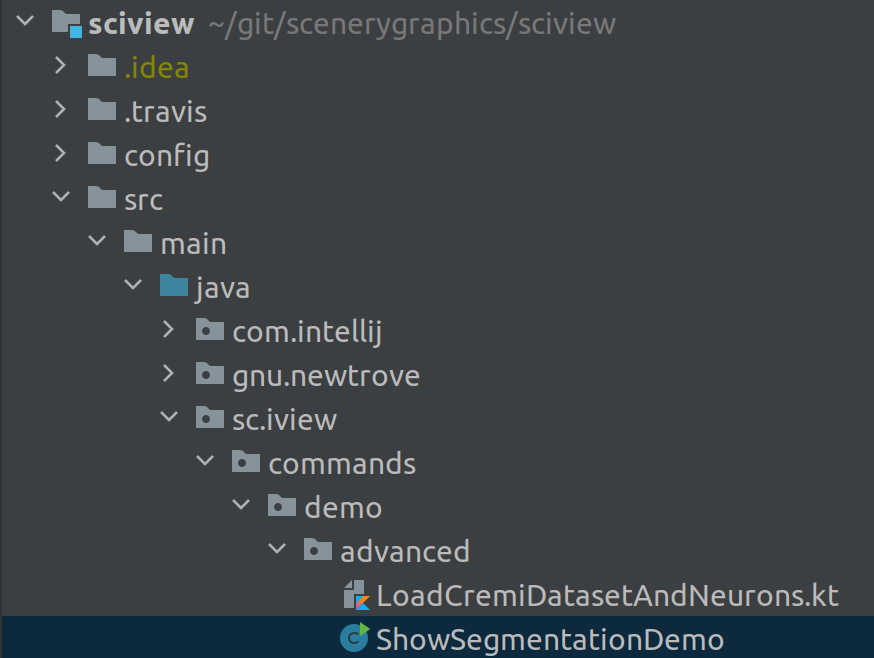 sciview ~/git/scenerygraphics/sciview
.idea
.travis
config
src
main
java
com.intellij
gnu.newtrove
sc.iview
commands
demo
advanced
LoadCremiDatasetAndNeurons.kt
C ShowSegmentationDemo